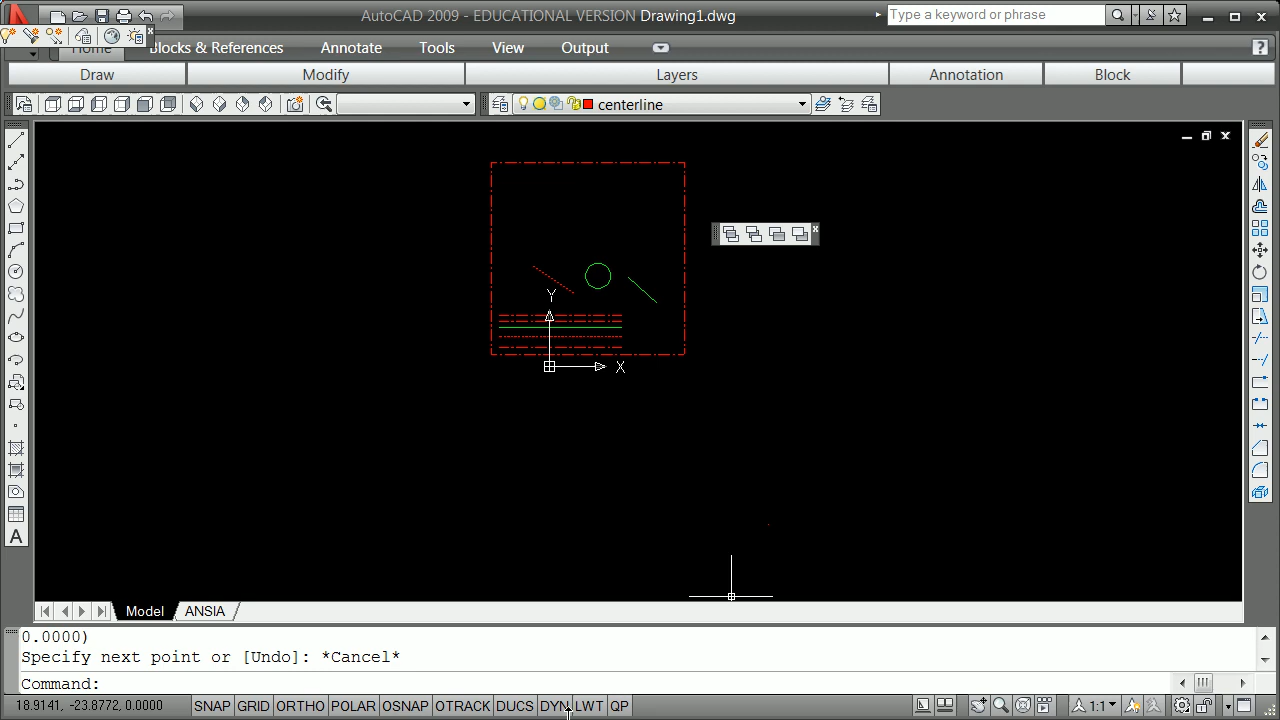 AutoCAD 2009 - EDUCATIONAL VERSION Drawing1.dwg
Type a keyword or phrase
Home Blocks & References Annotate Tools View Output
Draw Modify Layers Annotation Block
centerline
Y
X
Model ANSIA
0.0000)
Specify next point or [Undo]: *Cancel*
Command:
18.9141, -23.8772, 0.0000 SNAP GRID ORTHO POLAR OSNAP OTRACK DUCS DYN LWT QP 1:1